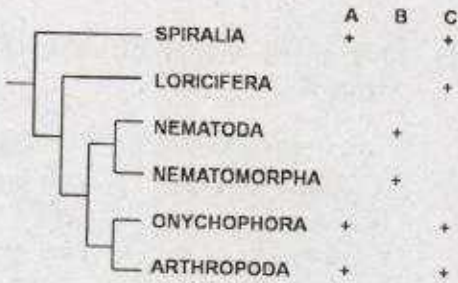 A B C
SPIRALIA + +
LORICIFERA +
NEMATODA +
NEMATOMORPHA +
ONYCHOPHORA + +
ARTHROPODA + +